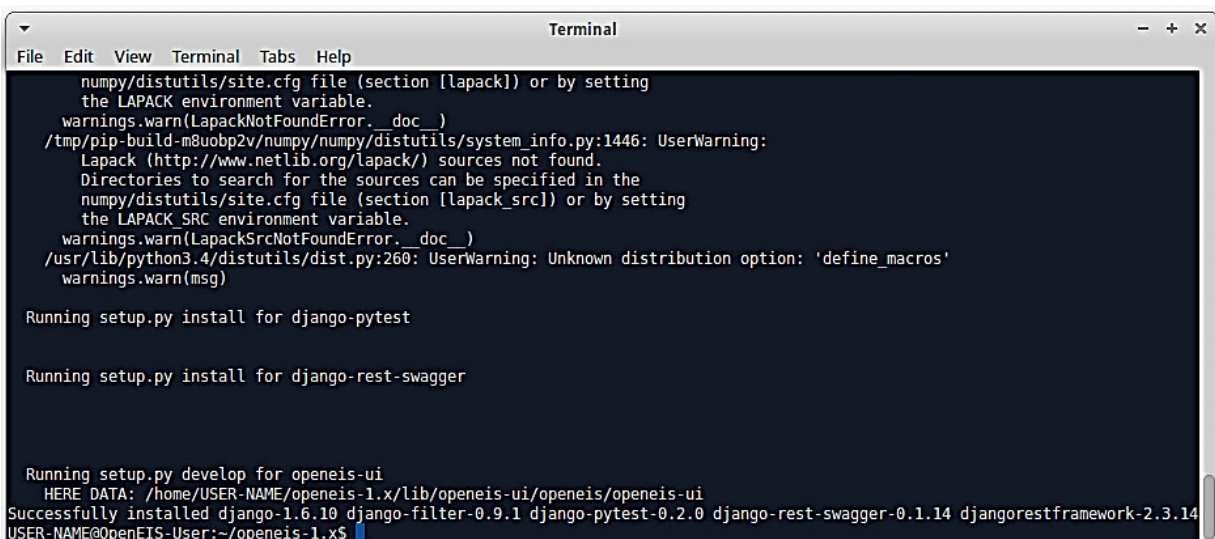 Terminal
File Edit View Terminal Tabs Help
numpy/distutils/site.cfg file (section [lapack]) or by setting
the LAPACK environment variable.
warnings.warn(LapackNotFoundError.__doc__)
/tmp/pip-build-m8uobp2v/numpy/numpy/distutils/system_info.py:1446: UserWarning:
Lapack (http://www.netlib.org/lapack/) sources not found.
Directories to search for the sources can be specified in the
numpy/distutils/site.cfg file (section [lapack_src]) or by setting
the LAPACK_SRC environment variable.
warnings.warn(LapackSrcNotFoundError.__doc__)
/usr/lib/python3.4/distutils/dist.py:260: UserWarning: Unknown distribution option: 'define_macros'
warnings.warn(msg)
Running setup.py install for django-pytest
Running setup.py install for django-rest-swagger
Running setup.py develop for openeis-ui
HERE DATA: /home/USER-NAME/openeis-1.x/lib/openeis-ui/openeis/openeis-ui
Successfully installed django-1.6.10 django-filter-0.9.1 django-pytest-0.2.0 django-rest-swagger-0.1.14 djangorestframework-2.3.14
USER-NAME@OpenEIS-User:~/openeis-1.x$